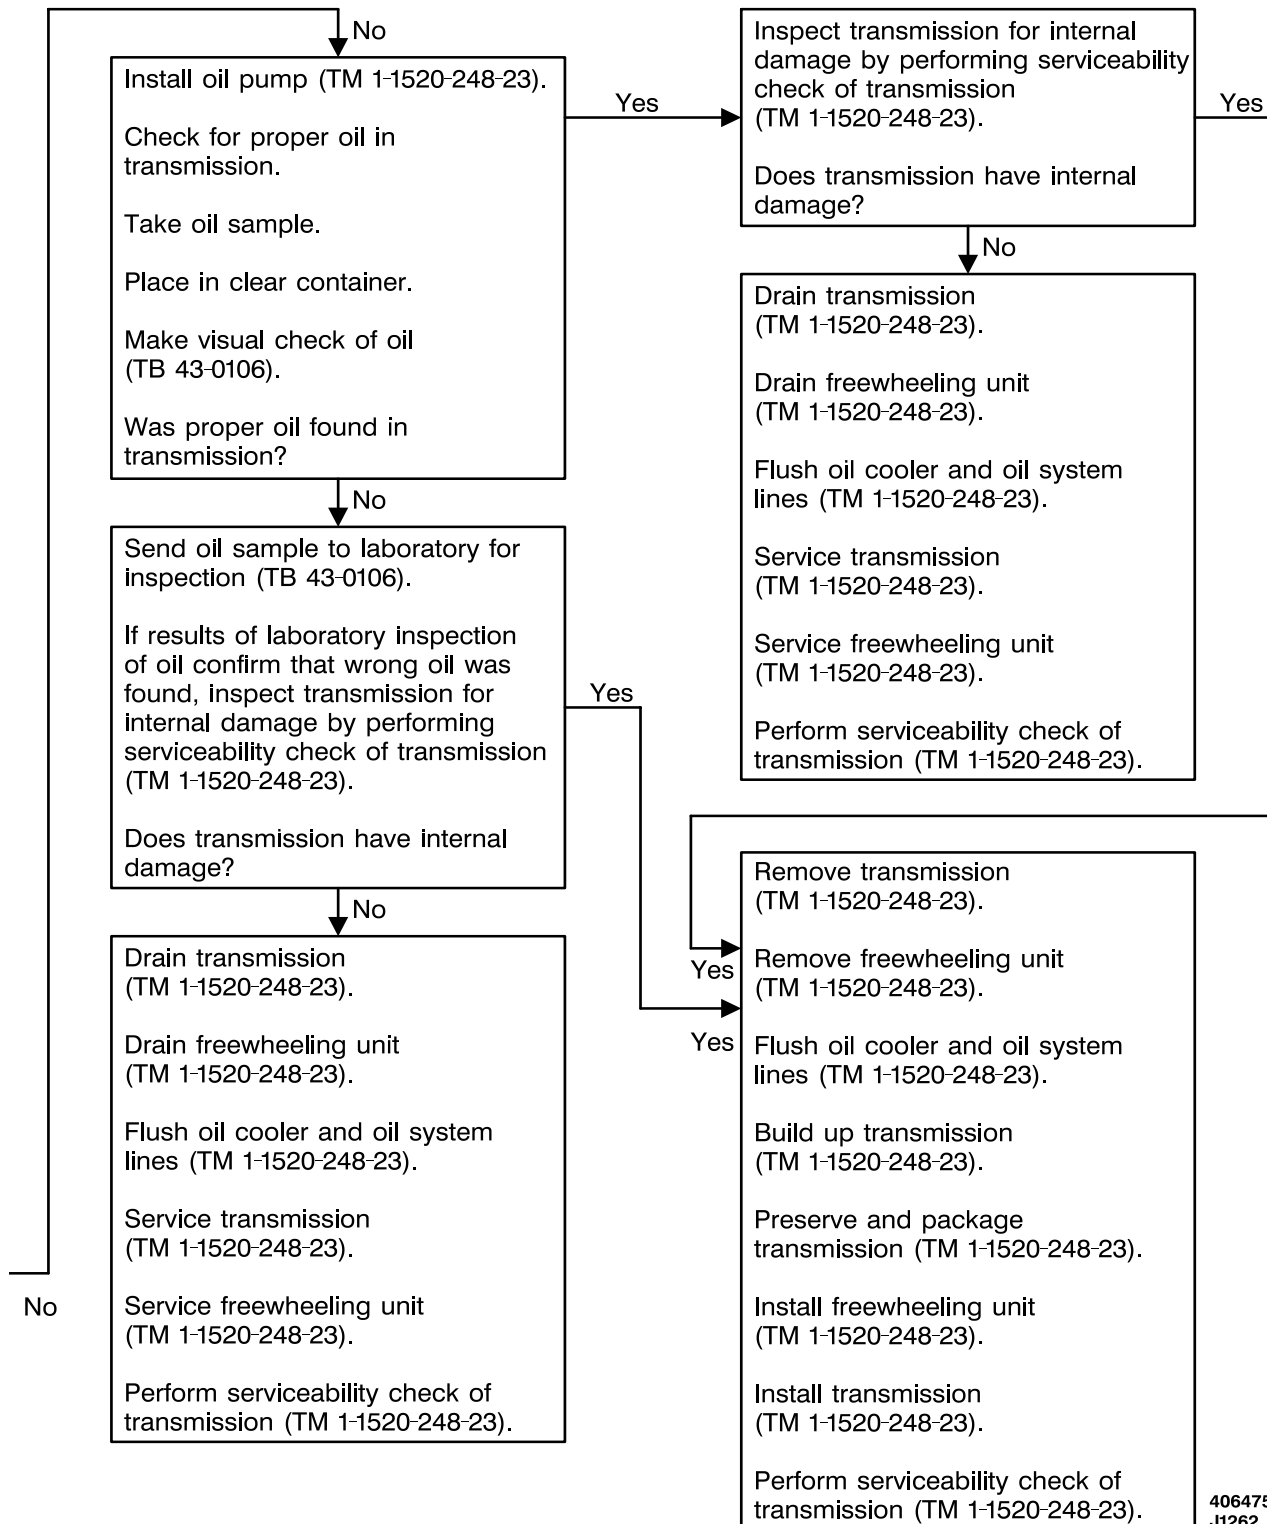 No
Install oil pump (TM 1-1520-248-23).
Check for proper oil in
transmission.
Take oil sample.
Place in clear container.
Make visual check of oil
(TB 43-0106).
Was proper oil found in
transmission?
Yes
No
Send oil sample to laboratory for
inspection (TB 43-0106).
If results of laboratory inspection
of oil confirm that wrong oil was
found, inspect transmission for
internal damage by performing
serviceability check of transmission
(TM 1-1520-248-23).
Does transmission have internal
damage?
Yes
No
Drain transmission
(TM 1-1520-248-23).
Drain freewheeling unit
(TM 1-1520-248-23).
Flush oil cooler and oil system
lines (TM 1-1520-248-23).
Service transmission
(TM 1-1520-248-23).
Service freewheeling unit
(TM 1-1520-248-23).
Perform serviceability check of
transmission (TM 1-1520-248-23).
No
Inspect transmission for internal
damage by performing serviceability
check of transmission
(TM 1-1520-248-23).
Does transmission have internal
damage?
Yes
No
Drain transmission
(TM 1-1520-248-23).
Drain freewheeling unit
(TM 1-1520-248-23).
Flush oil cooler and oil system
lines (TM 1-1520-248-23).
Service transmission
(TM 1-1520-248-23).
Service freewheeling unit
(TM 1-1520-248-23).
Perform serviceability check of
transmission (TM 1-1520-248-23).
Yes
Yes
Remove transmission
(TM 1-1520-248-23).
Remove freewheeling unit
(TM 1-1520-248-23).
Flush oil cooler and oil system
lines (TM 1-1520-248-23).
Build up transmission
(TM 1-1520-248-23).
Preserve and package
transmission (TM 1-1520-248-23).
Install freewheeling unit
(TM 1-1520-248-23).
Install transmission
(TM 1-1520-248-23).
Perform serviceability check of
transmission (TM 1-1520-248-23).
406475
J1262